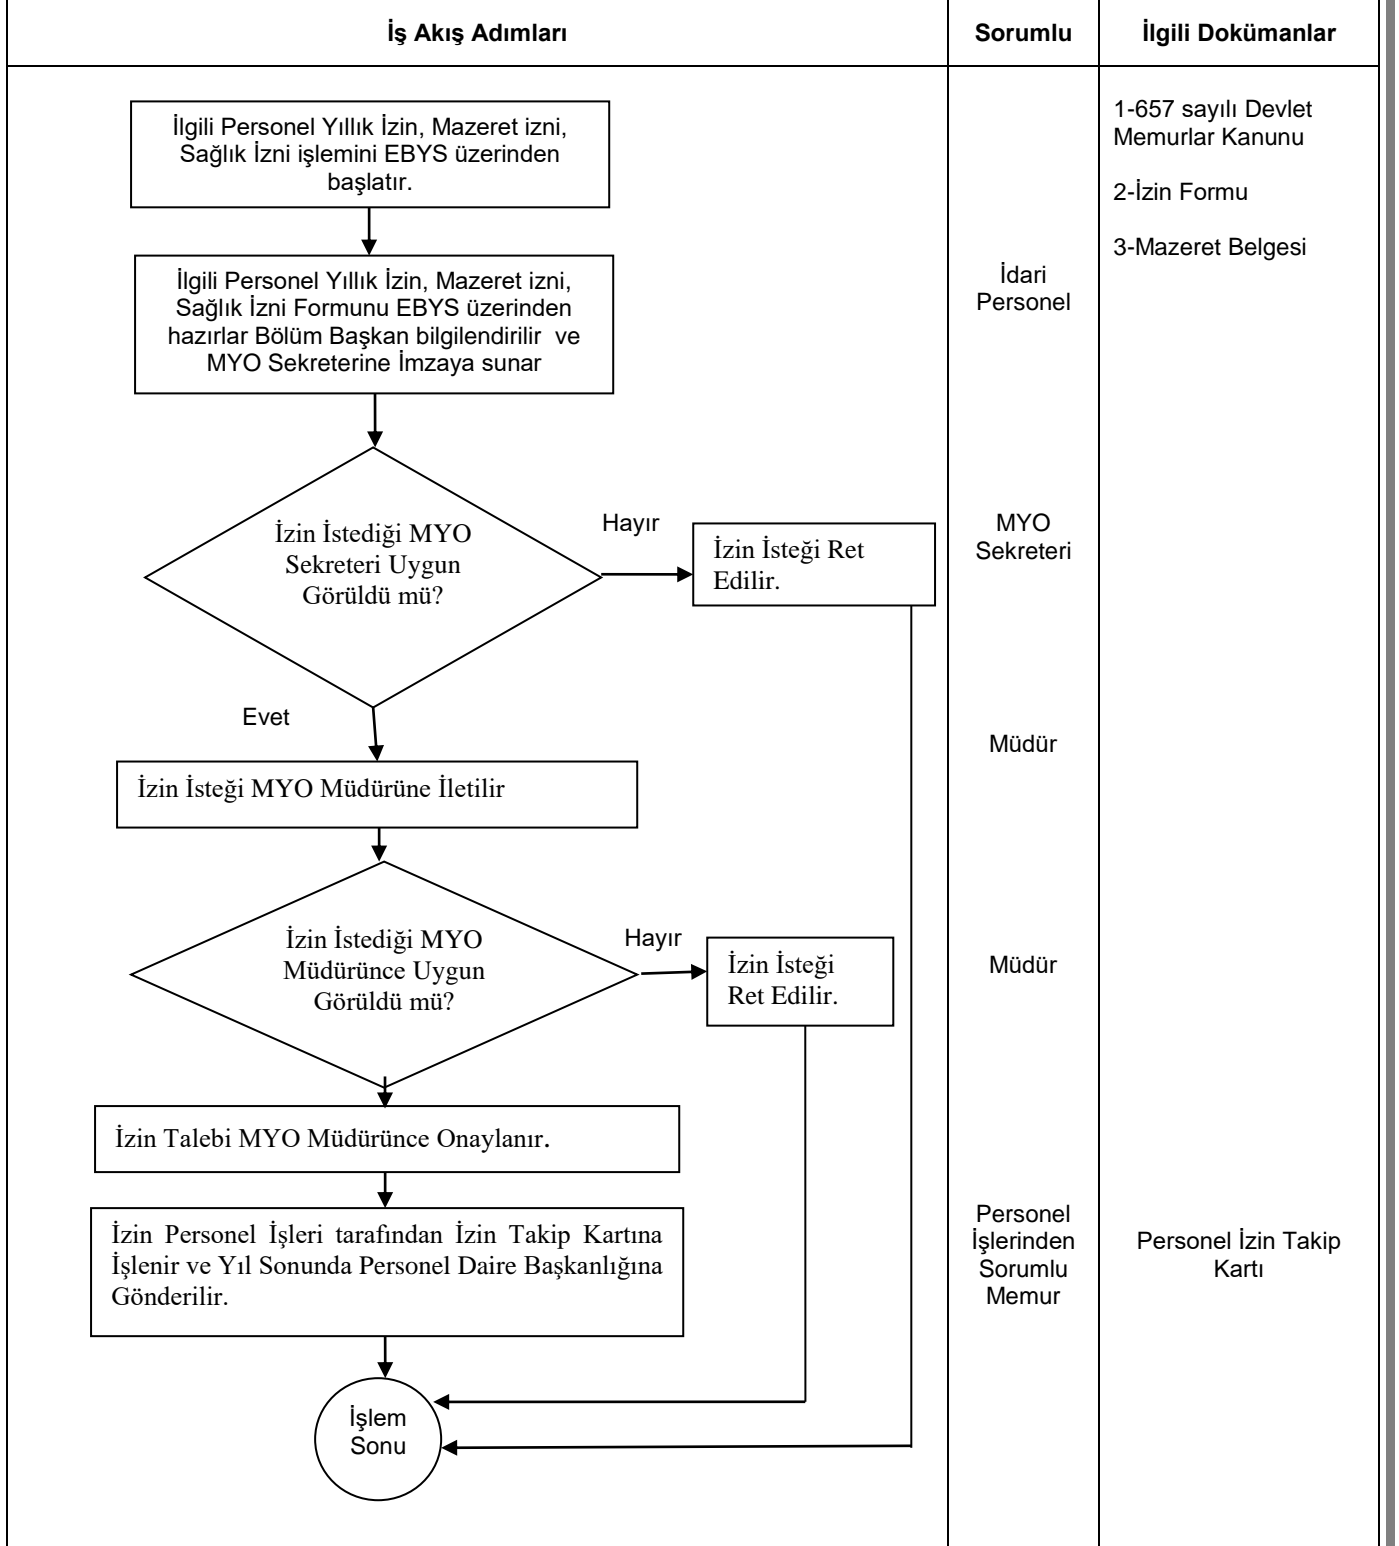 İş Akış Adımları
Sorumlu
İlgili Dokümanlar
İlgili Personel Yıllık İzin, Mazeret izni,
Sağlık İzni işlemini EBYS üzerinden
başlatır.
1-657 sayılı Devlet
Memurlar Kanunu
2-İzin Formu
3-Mazeret Belgesi
İlgili Personel Yıllık İzin, Mazeret izni,
Sağlık İzni Formunu EBYS üzerinden
hazırlar Bölüm Başkan bilgilendirilir ve
MYO Sekreterine İmzaya sunar
İdari
Personel
İzin İstediği MYO
Sekreteri Uygun
Görüldü mü?
Hayır
İzin İsteği Ret
Edilir.
MYO
Sekreteri
Evet
Müdür
İzin İsteği MYO Müdürüne İletilir
İzin İstediği MYO
Müdürünce Uygun
Görüldü mü?
Hayır
İzin İsteği
Ret Edilir.
Müdür
İzin Talebi MYO Müdürünce Onaylanır.
İzin Personel İşleri tarafından İzin Takip Kartına
İşlenir ve Yıl Sonunda Personel Daire Başkanlığına
Gönderilir.
Personel
İşlerinden
Sorumlu
Memur
Personel İzin Takip
Kartı
İşlem
Sonu